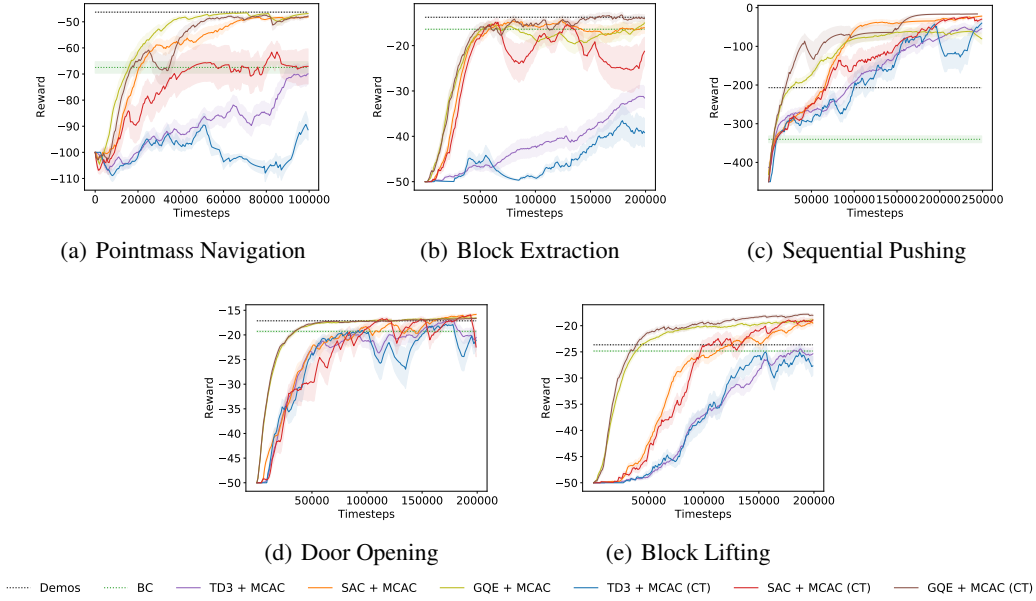 −50
−60
−70
−80
−90
−100
−110
Reward
0 20000 40000 60000 80000 100000
Timesteps
(a) Pointmass Navigation
−20
−30
−40
−50
Reward
50000 100000 150000 200000
Timesteps
(b) Block Extraction
0
−100
−200
−300
−400
Reward
50000 100000 150000 200000 250000
Timesteps
(c) Sequential Pushing
−15
−20
−25
−30
−35
−40
−45
−50
Reward
50000 100000 150000 200000
Timesteps
(d) Door Opening
−20
−25
−30
−35
−40
−45
−50
Reward
50000 100000 150000 200000
Timesteps
(e) Block Lifting
Demos BC TD3 + MCAC SAC + MCAC GQE + MCAC TD3 + MCAC (CT) SAC + MCAC (CT) GQE + MCAC (CT)